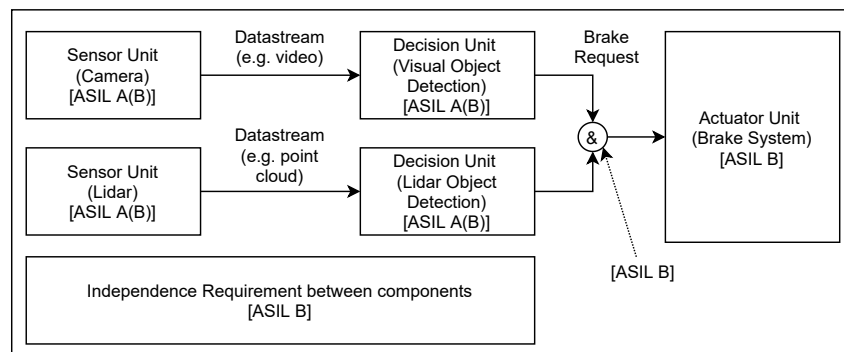 Sensor Unit
(Camera)
[ASIL A(B)]
Datastream
(e.g. video)
Decision Unit
(Visual Object
Detection)
[ASIL A(B)]
Brake
Request
Sensor Unit
(Lidar)
[ASIL A(B)]
Datastream
(e.g. point
cloud)
Decision Unit
(Lidar Object
Detection)
[ASIL A(B)]
&
Actuator Unit
(Brake System)
[ASIL B]
[ASIL B]
Independence Requirement between components
[ASIL B]